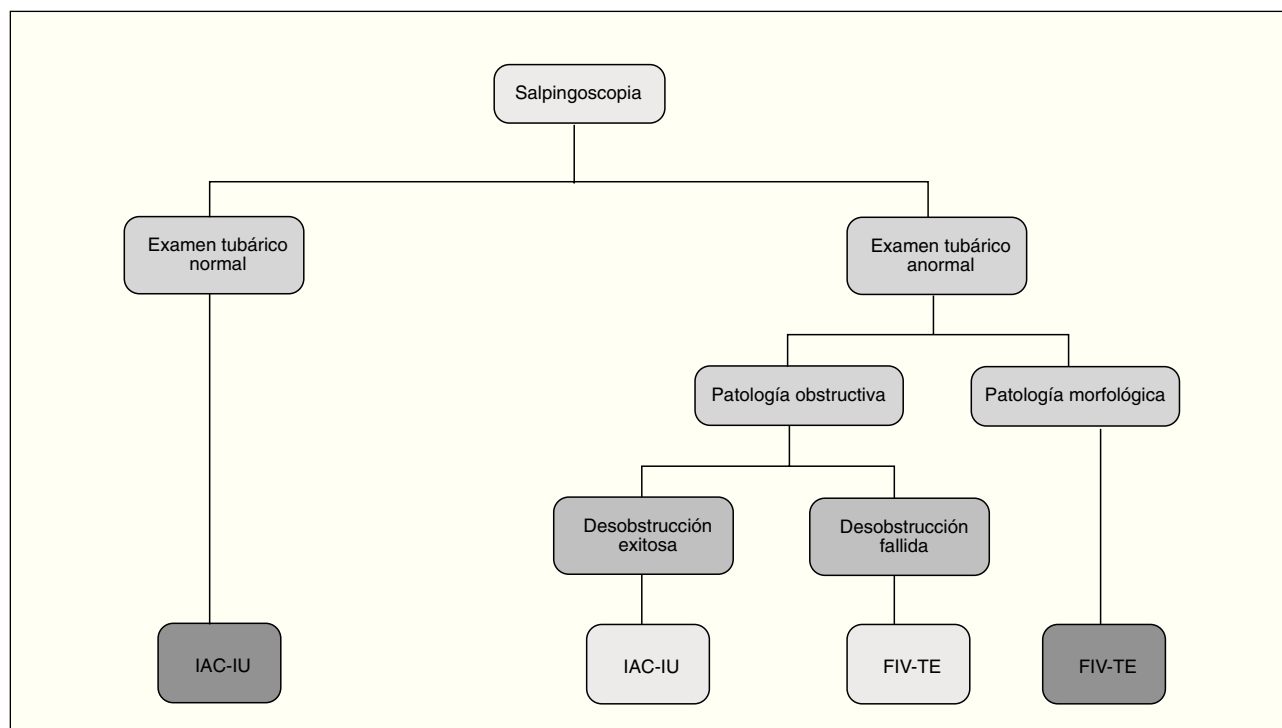 Salpingoscopia
Examen tubárico
normal
Examen tubárico
anormal
Patología obstructiva
Patología morfológica
Desobstrucción
exitosa
Desobstrucción
fallida
IAC-IU
IAC-IU
FIV-TE
FIV-TE